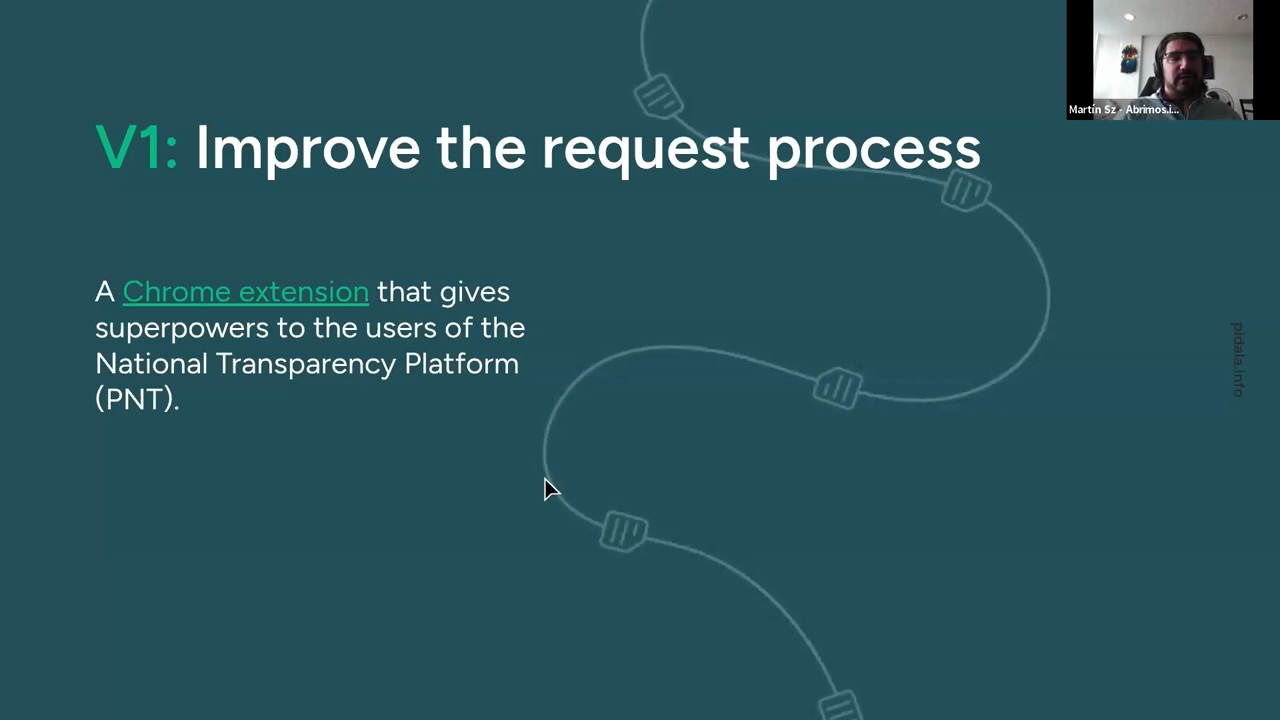 Martín Sz - Abrimos.i...
V1: Improve the request process
A Chrome extension that gives
superpowers to the users of the
National Transparency Platform
(PNT).
pidala.info